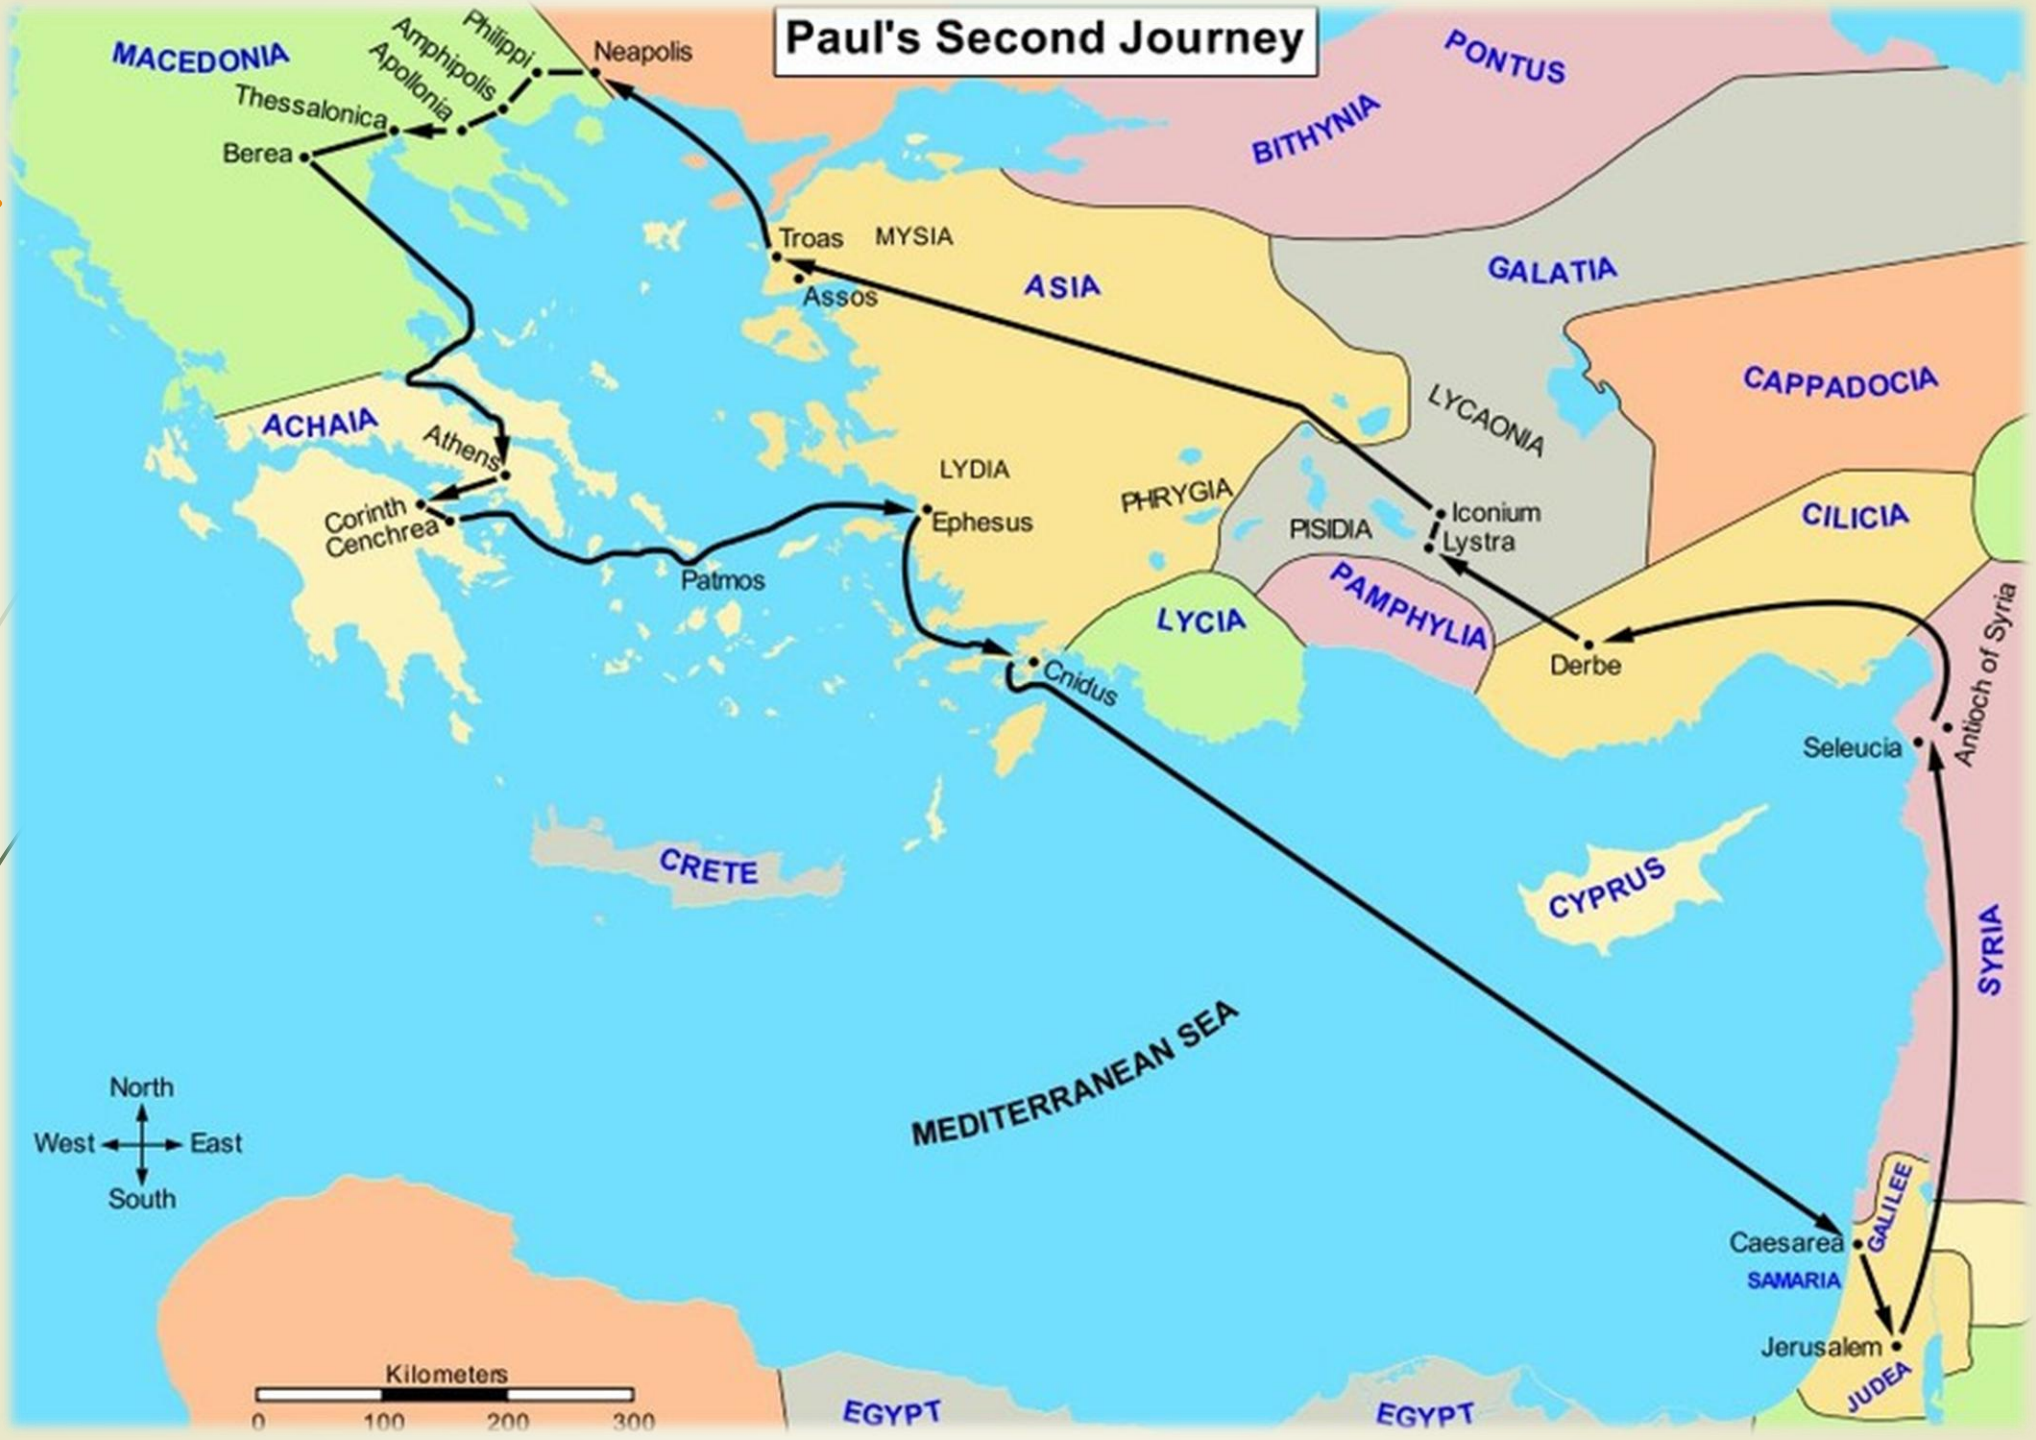 Paul's Second Journey
MACEDONIA
Philippi
Neapolis
Amphipolis
Apollonia
Thessalonica
Berea
PONTUS
BITHYNIA
Troas
MYSIA
Assos
ASIA
GALATIA
CAPPADOCIA
LYCAONIA
ACHAIA
Athens
Corinth
Cenchrea
LYDIA
PHRYGIA
Ephesus
Patmos
PISIDIA
Iconium
Lystra
CILICIA
PAMPHYLIA
LYCIA
Derbe
Cnidus
Antioch of Syria
Seleucia
CRETE
CYPRUS
SYRIA
MEDITERRANEAN SEA
North
West
East
South
GALILEE
Caesarea
SAMARIA
Jerusalem
JUDEA
Kilometers
0 100 200 300
EGYPT
EGYPT